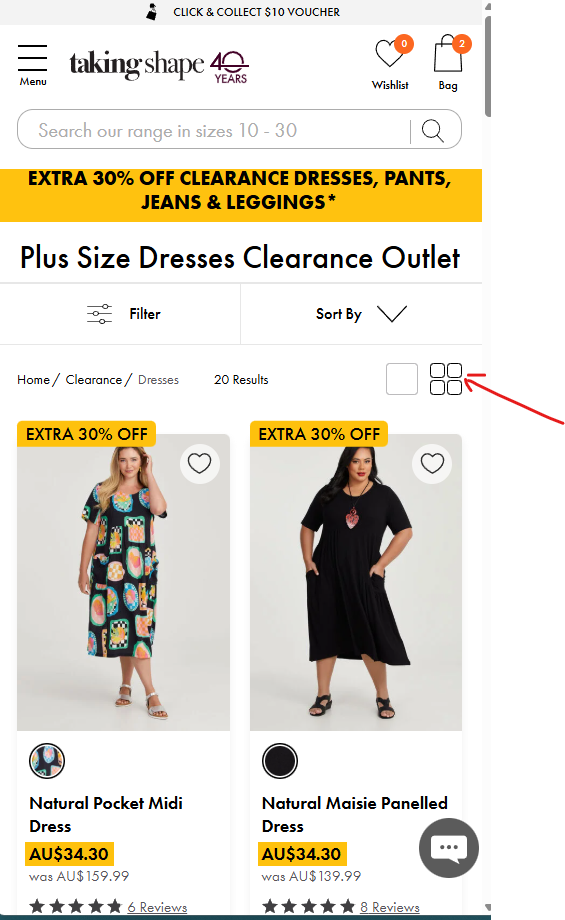 CLICK & COLLECT $10 VOUCHER
Menu
takingshape 40 YEARS
0
Wishlist
2
Bag
Search our range in sizes 10 - 30
EXTRA 30% OFF CLEARANCE DRESSES, PANTS,
JEANS & LEGGINGS*
Plus Size Dresses Clearance Outlet
Filter
Sort By
Home / Clearance / Dresses
20 Results
EXTRA 30% OFF
EXTRA 30% OFF
Natural Pocket Midi
Dress
AU$34.30
was AU$159.99
6 Reviews
Natural Maisie Panelled
Dress
AU$34.30
was AU$139.99
8 Reviews